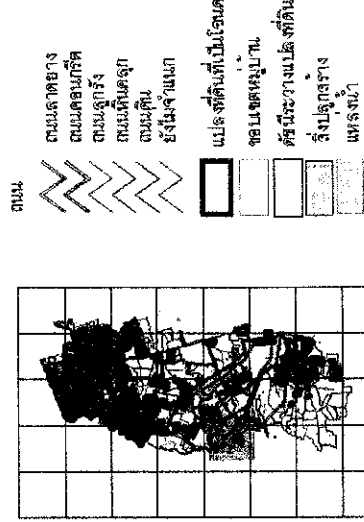 ถนน
ถนนลาดยาง
ถนนคอนกรีต
ถนนลูกรัง
ถนนหินคลุก
ถนนดิน
ยังไม่จำแนก
แปลงที่ดินที่เป็นโฉนด
ขอบเขตหมู่บ้าน
ดัชนีระวางแปลงที่ดิน
สิ่งปลูกสร้าง
แหล่งน้ำ